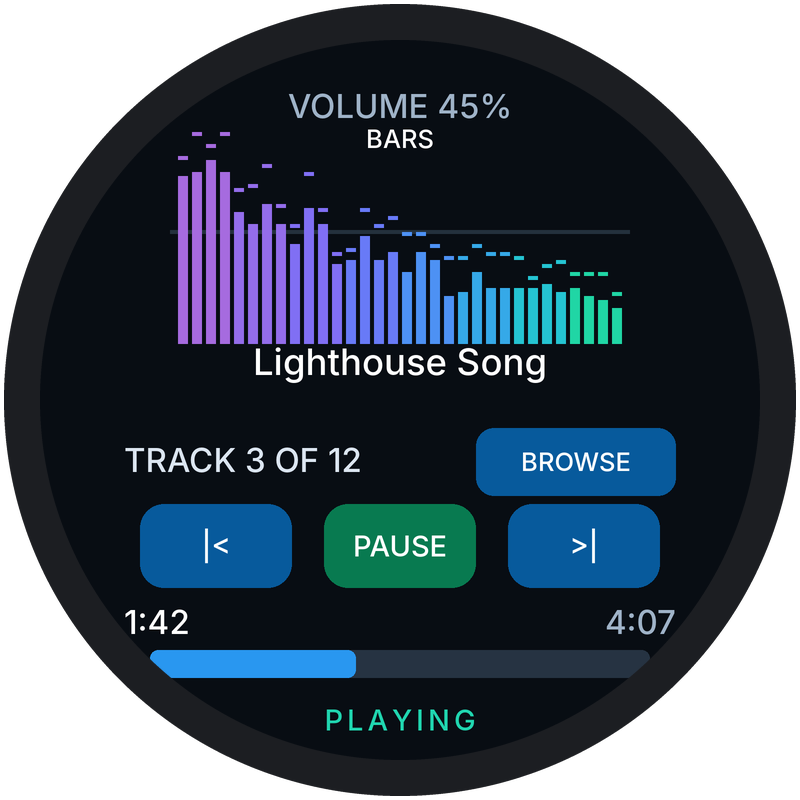 VOLUME 45%
BARS
Lighthouse Song
TRACK 3 OF 12
BROWSE
|<
PAUSE
>|
1:42
4:07
PLAYING